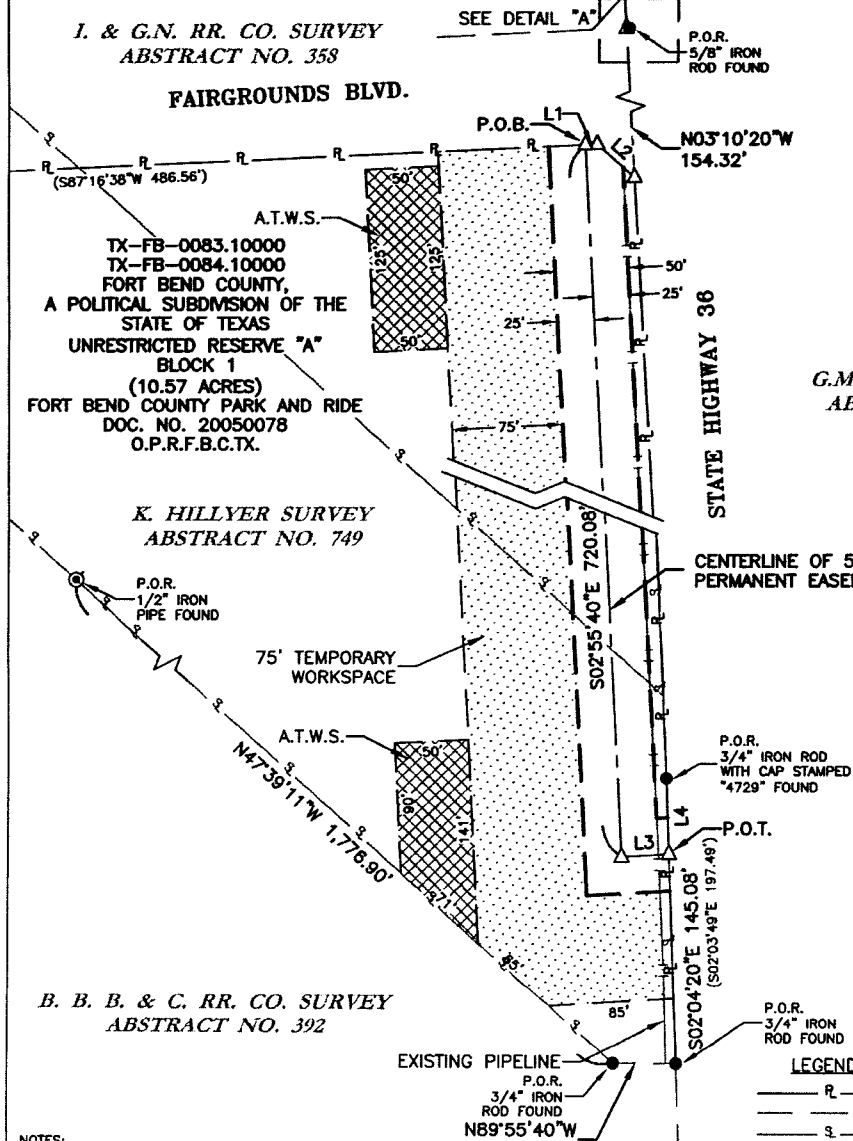 I. & G.N. RR. CO. SURVEY
ABSTRACT NO. 358
SEE DETAIL "A"
P.O.R.
5/8" IRON
ROD FOUND
FAIRGROUNDS BLVD.
P.O.B.
L1
L2
N03°10'20"W
154.32'
(S87°16'38"W 486.56')
A.T.W.S.
50'
125'
125'
50'
TX-FB-0083.10000
TX-FB-0084.10000
FORT BEND COUNTY,
A POLITICAL SUBDIVISION OF THE
STATE OF TEXAS
UNRESTRICTED RESERVE "A"
BLOCK 1
(10.57 ACRES)
FORT BEND COUNTY PARK AND RIDE
DOC. NO. 20050078
O.P.R.F.B.C.TX.
50'
25'
25'
75'
STATE HIGHWAY 36
G.M
AB
K. HILLYER SURVEY
ABSTRACT NO. 749
P.O.R.
1/2" IRON
PIPE FOUND
S02°55'40"E 720.08'
CENTERLINE OF 5
PERMANENT EASE
75' TEMPORARY
WORKSPACE
A.T.W.S.
50'
90'
141'
71'
N47°39'11"W 1,776.90'
P.O.R.
3/4" IRON ROD
WITH CAP STAMPED
"4729" FOUND
L4
L3
P.O.T.
85'
85'
S02°04'20"E 145.08'
(S02°03'49"E 197.49')
B. B. B. & C. RR. CO. SURVEY
ABSTRACT NO. 392
P.O.R.
3/4" IRON
ROD FOUND
EXISTING PIPELINE
P.O.R.
3/4" IRON
ROD FOUND
N89°55'40"W
LEGEND
NOTES: